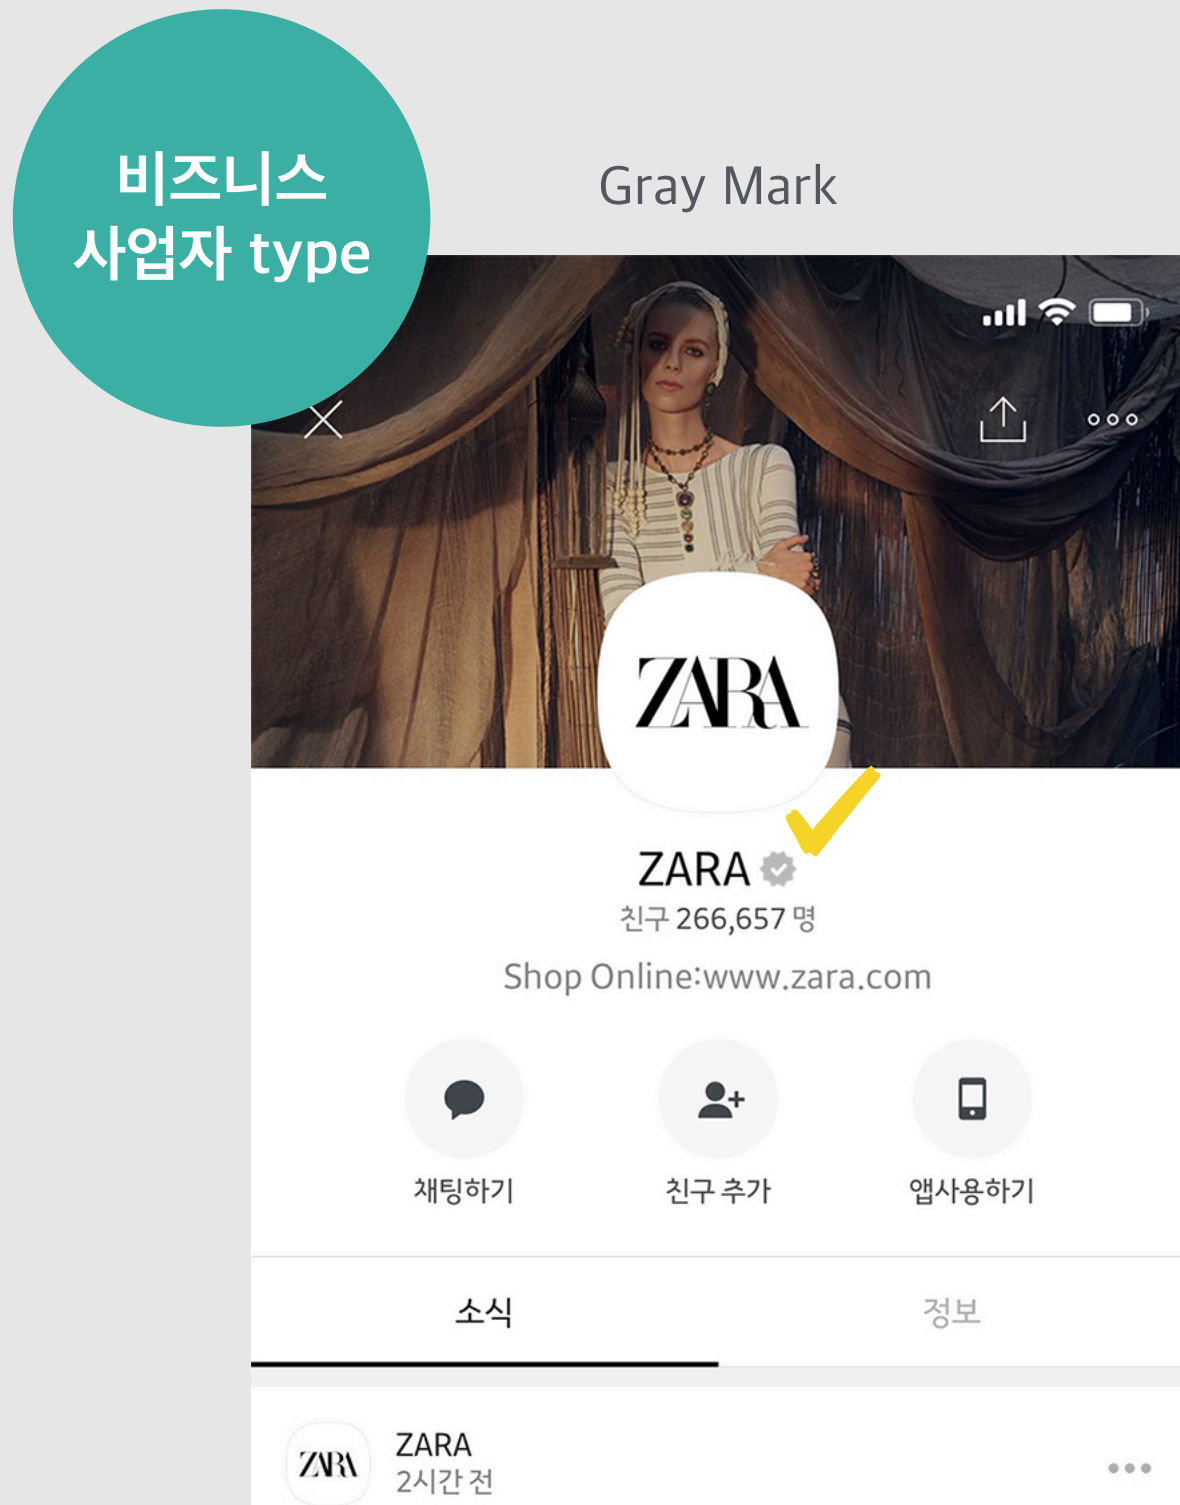 비즈니스
사업자 type
Gray Mark
ZARA
ZARA
친구 266,657 명
Shop Online:www.zara.com
채팅하기
친구 추가
앱사용하기
소식
정보
ZARA
ZARA
2시간 전